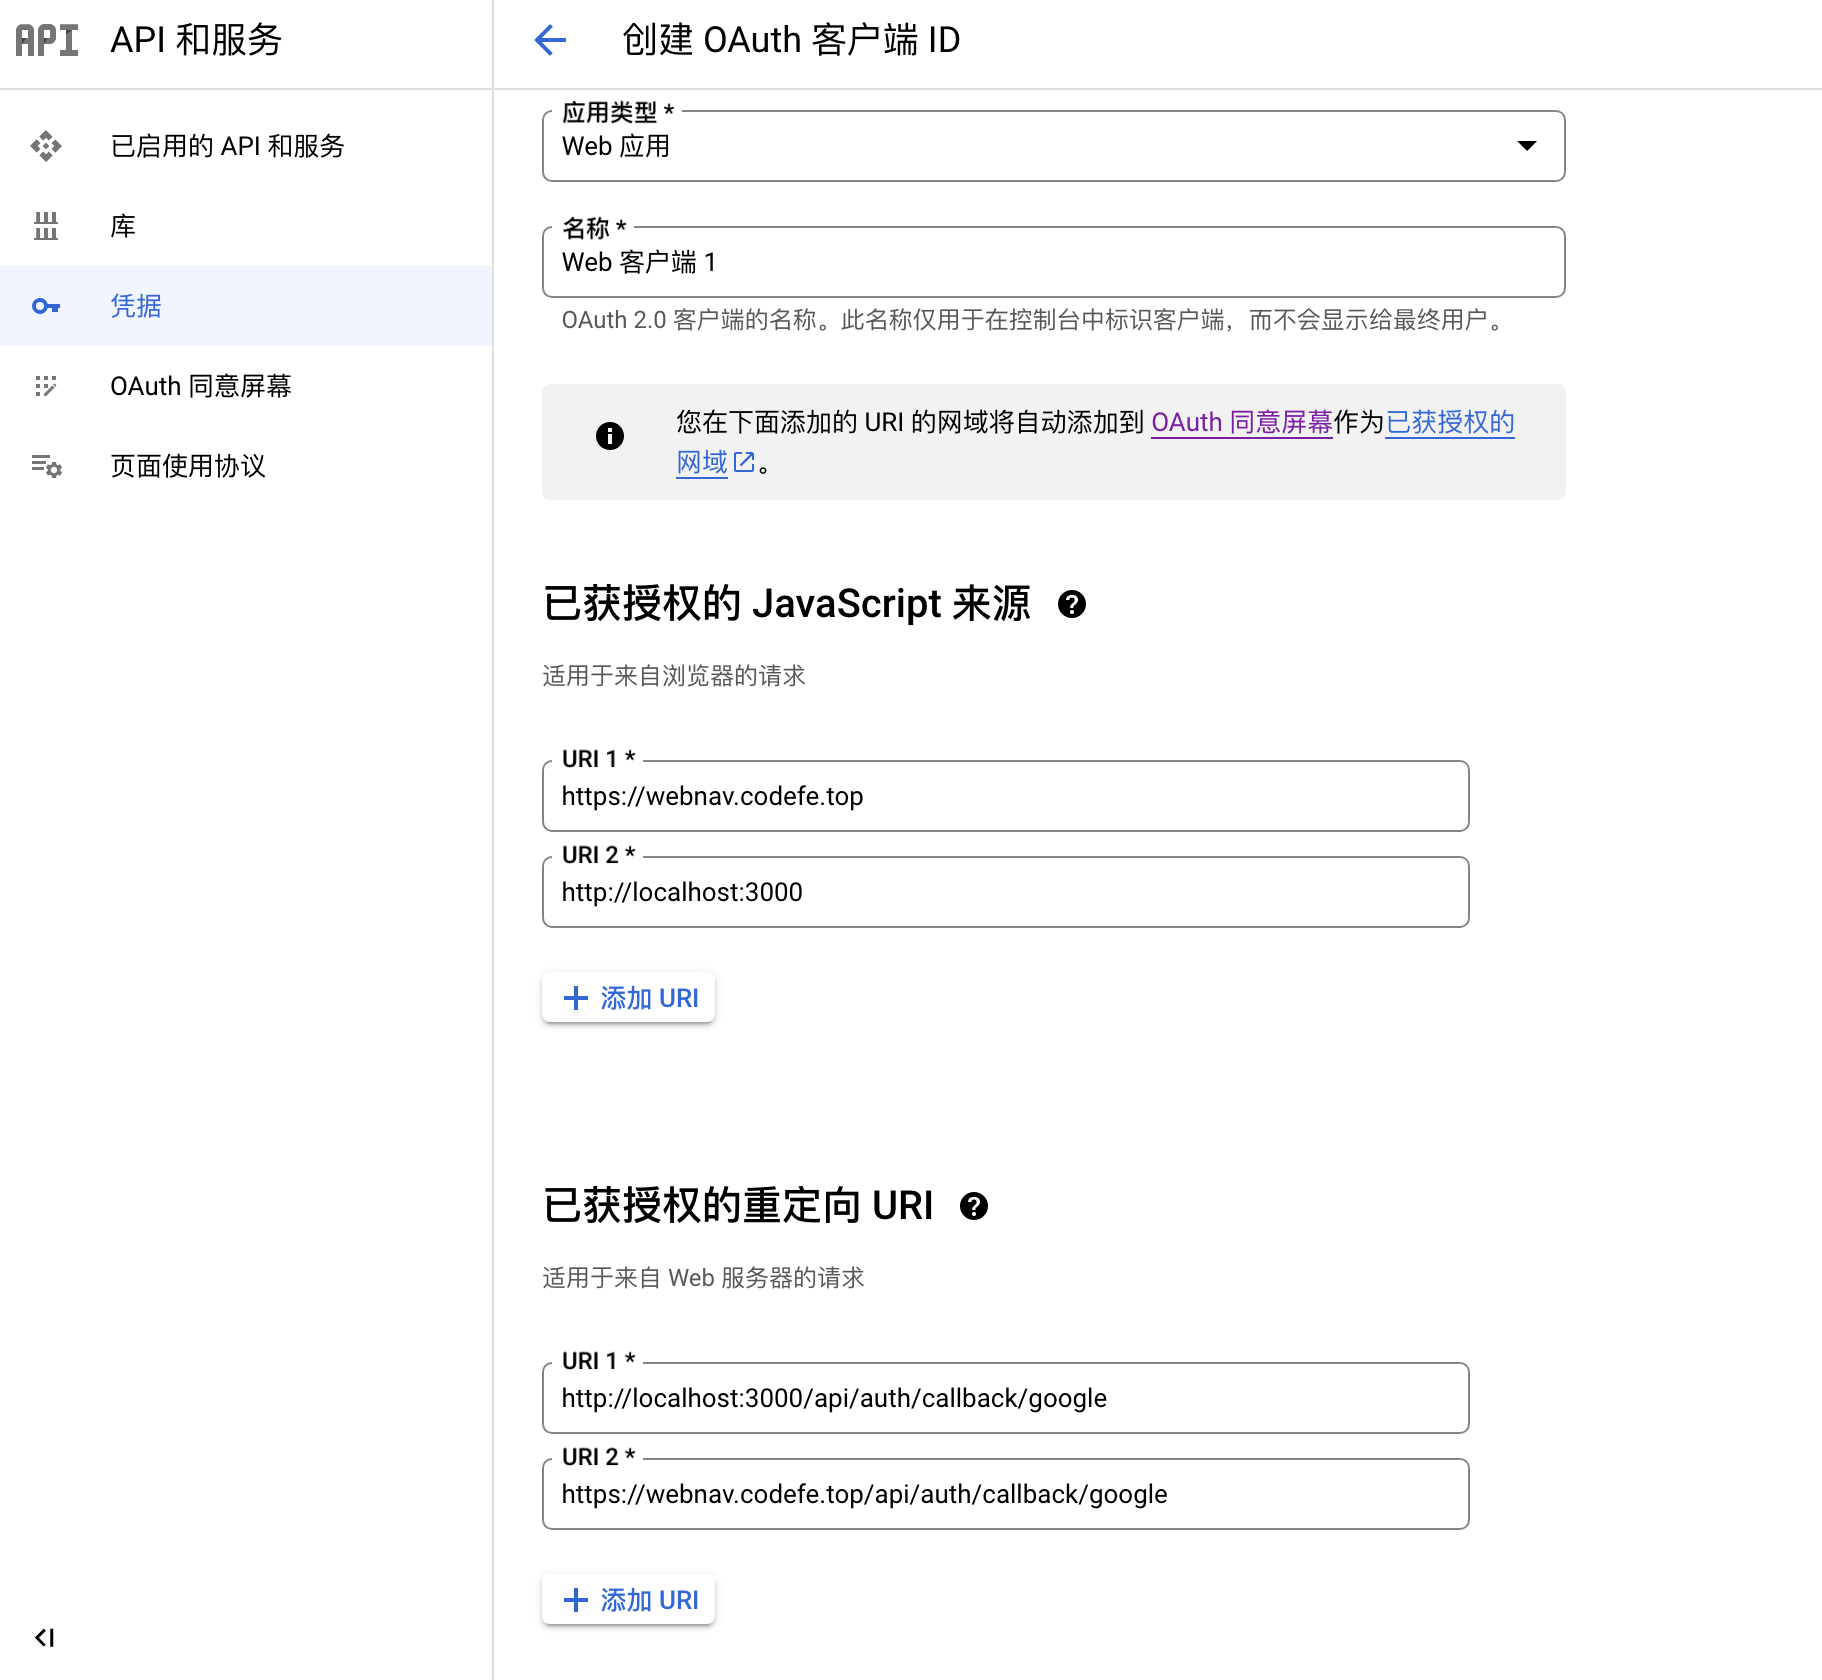 API API 和服务
已启用的 API 和服务
库
凭据
OAuth 同意屏幕
页面使用协议
创建 OAuth 客户端 ID
应用类型 *
Web 应用
名称 *
Web 客户端 1
OAuth 2.0 客户端的名称。此名称仅用于在控制台中标识客户端，而不会显示给最终用户。
您在下面添加的 URI 的网域将自动添加到 OAuth 同意屏幕作为已获授权的
网域。
已获授权的 JavaScript 来源
适用于来自浏览器的请求
URI 1 *
https://webnav.codefe.top
URI 2 *
http://localhost:3000
添加 URI
已获授权的重定向 URI
适用于来自 Web 服务器的请求
URI 1 *
http://localhost:3000/api/auth/callback/google
URI 2 *
https://webnav.codefe.top/api/auth/callback/google
添加 URI